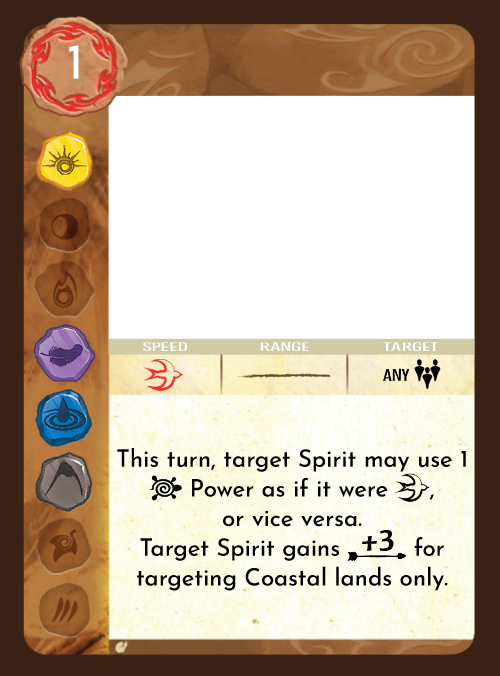 1
SPEED RANGE TARGET
ANY
This turn, target Spirit may use 1
Power as if it were ,
or vice versa.
Target Spirit gains +3 for
targeting Coastal lands only.